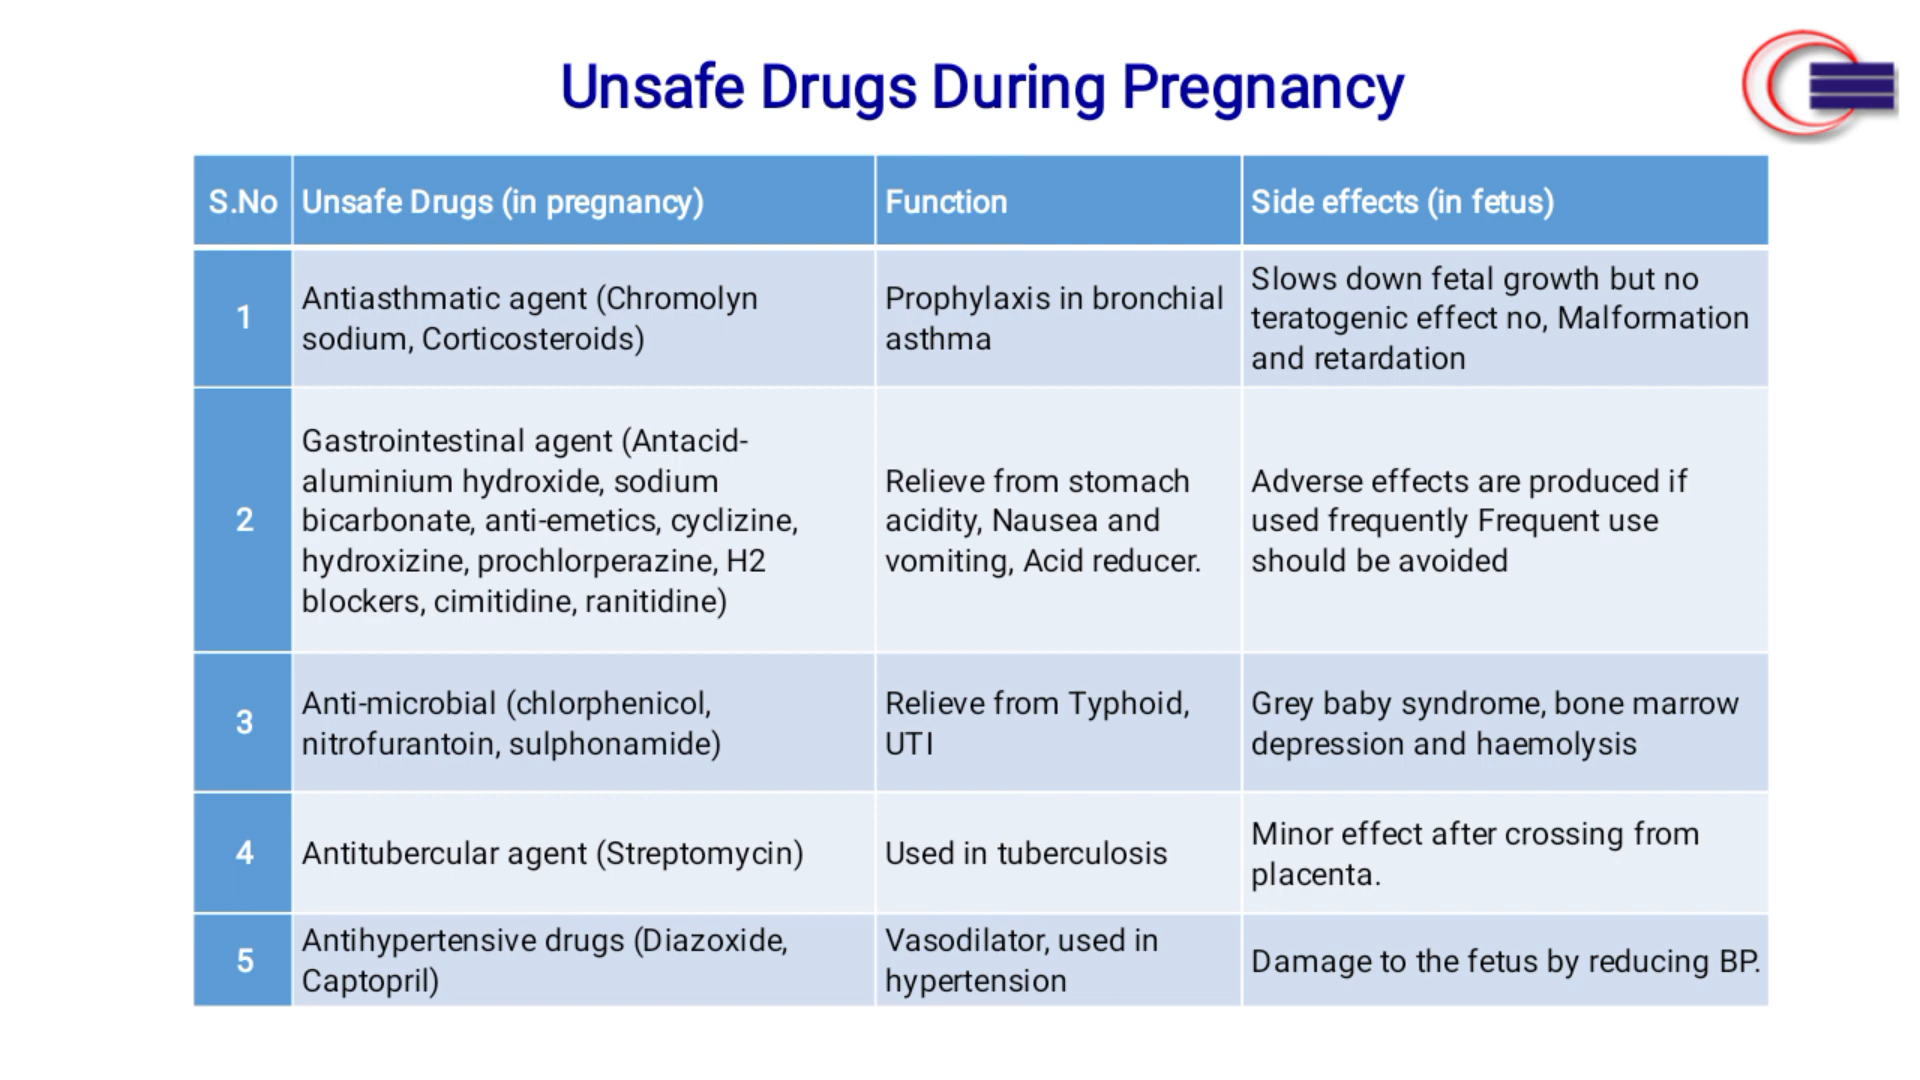 Unsafe Drugs During Pregnancy
S.No
Unsafe Drugs (in pregnancy)
Function
Side effects (in fetus)
1
Antiasthmatic agent (Chromolyn
sodium, Corticosteroids)
Prophylaxis in bronchial
asthma
Slows down fetal growth but no
teratogenic effect no, Malformation
and retardation
2
Gastrointestinal agent (Antacid-
aluminium hydroxide, sodium
bicarbonate, anti-emetics, cyclizine,
hydroxizine, prochlorperazine, H2
blockers, cimitidine, ranitidine)
Relieve from stomach
acidity, Nausea and
vomiting, Acid reducer.
Adverse effects are produced if
used frequently Frequent use
should be avoided
3
Anti-microbial (chlorphenicol,
nitrofurantoin, sulphonamide)
Relieve from Typhoid,
UTI
Grey baby syndrome, bone marrow
depression and haemolysis
4
Antitubercular agent (Streptomycin)
Used in tuberculosis
Minor effect after crossing from
placenta.
5
Antihypertensive drugs (Diazoxide,
Captopril)
Vasodilator, used in
hypertension
Damage to the fetus by reducing BP.